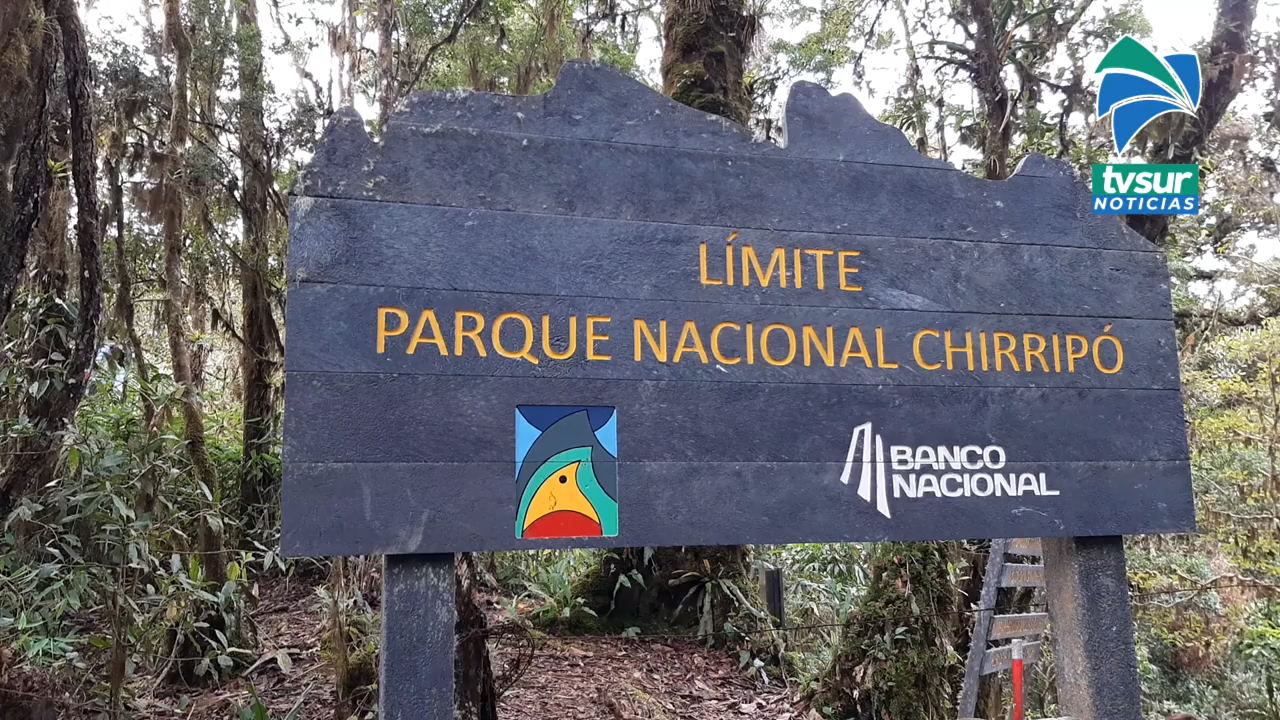 tvsur
NOTICIAS
LÍMITE
PARQUE NACIONAL CHIRRIPÓ
BANCO
NACIONAL